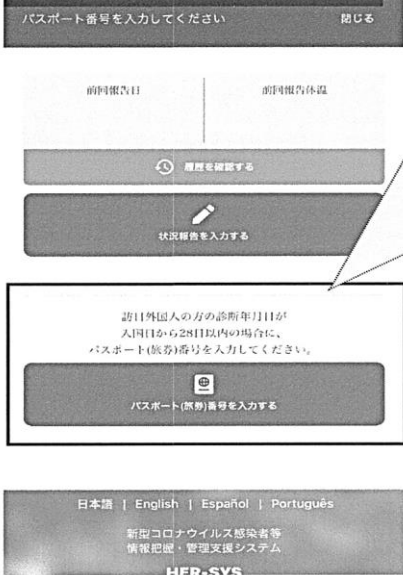 パスポート番号を入力してください 閉じる
前回報告日 前回報告体温
履歴を確認する
状況報告を入力する
訪日外国人の方の診断年月日が
入国日から28日以内の場合に、
パスポート(旅券)番号を入力してください。
パスポート(旅券)番号を入力する
日本語 | English | Español | Português
新型コロナウイルス感染者等
情報把握・管理支援システム
HER-SYS